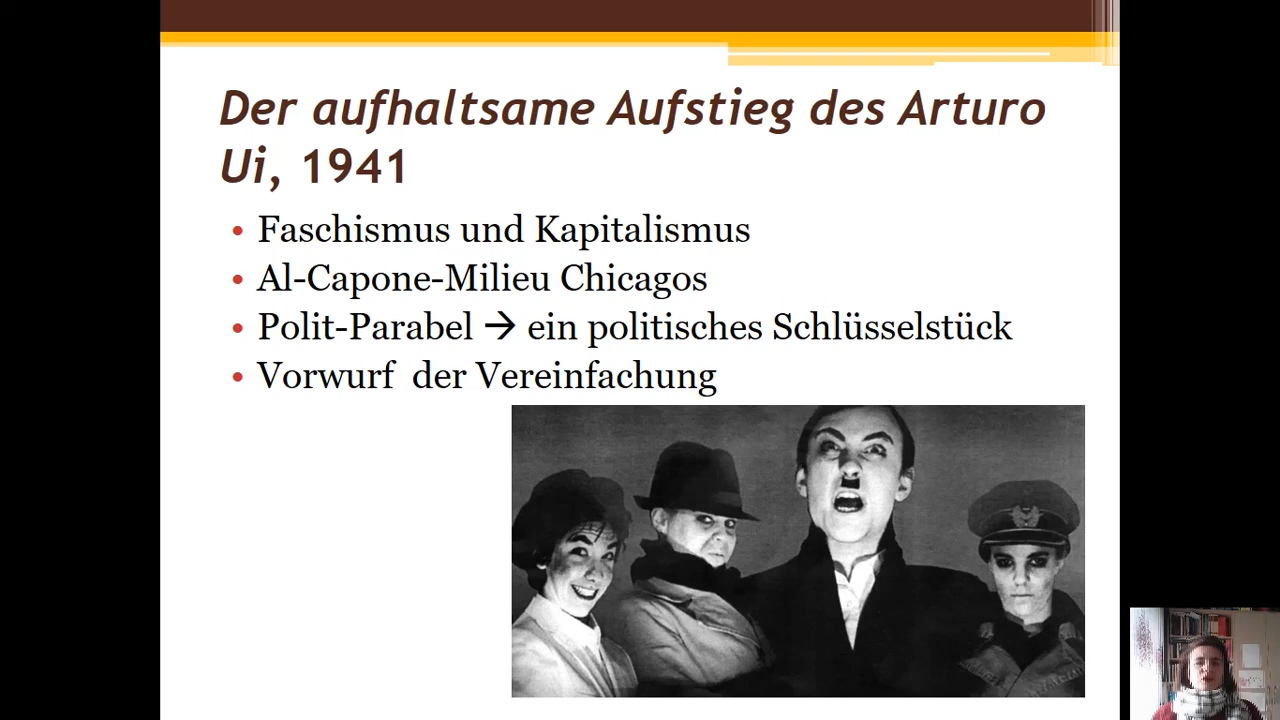 Der aufhaltsame Aufstieg des Arturo
Ui, 1941
• Faschismus und Kapitalismus
• Al-Capone-Milieu Chicagos
• Polit-Parabel → ein politisches Schlüsselstück
• Vorwurf der Vereinfachung